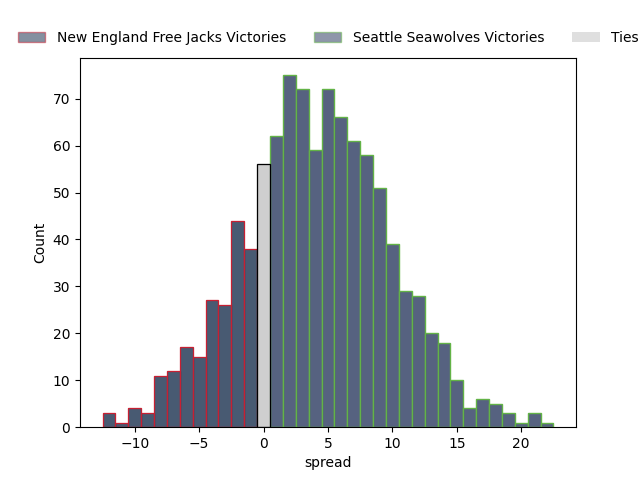 New England Free Jacks Victories Seattle Seawolves Victories Ties
70
60
50
40
30
20
10
0
Count
−10 −5 0 5 10 15 20
spread